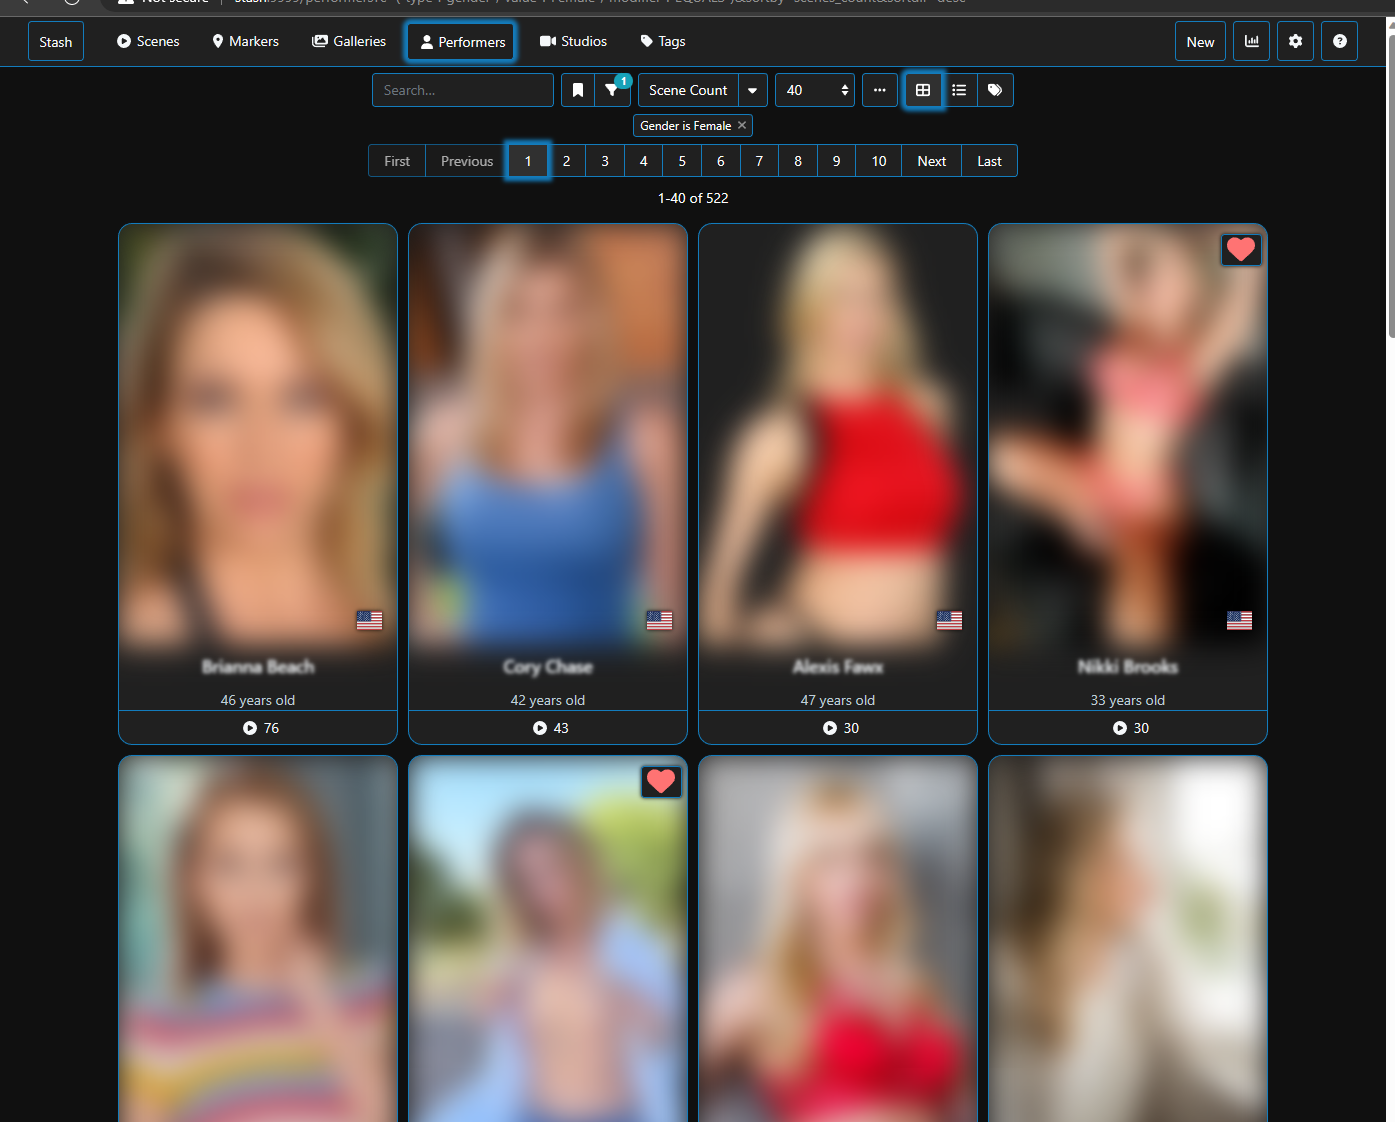 Stash Scenes Markers Galleries Performers Studios Tags New
Search... 1 Scene Count 40
Gender is Female
First Previous 1 2 3 4 5 6 7 8 9 10 Next Last
1-40 of 522
Brianna Beach
46 years old
76
Cory Chase
42 years old
43
Alexis Fawx
47 years old
30
Nikki Brooks
33 years old
30